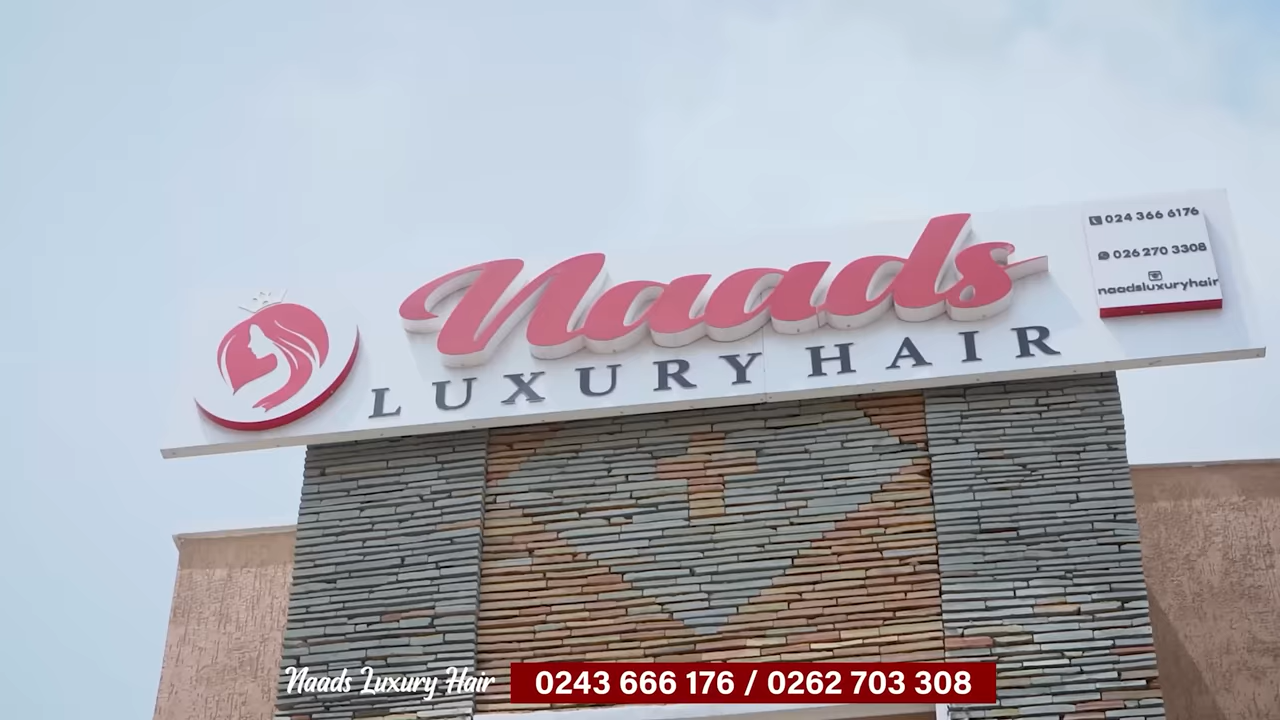 Naads
LUXURY HAIR
024 366 6176
026 270 3308
naadsluxuryhair
Naads Luxury Hair
0243 666 176 / 0262 703 308